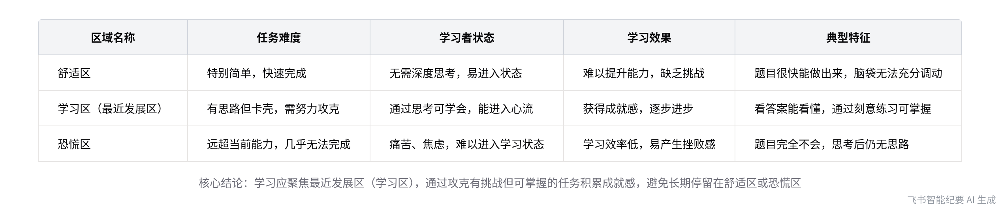 区域名称 任务难度 学习者状态 学习效果 典型特征
舒适区 特别简单，快速完成 无需深度思考，易进入状态 难以提升能力，缺乏挑战 题目很快能做出来，脑袋无法充分调动
学习区（最近发展区） 有思路但卡壳，需努力攻克 通过思考可学会，能进入心流 获得成就感，逐步进步 看答案能看懂，通过刻意练习可掌握
恐慌区 远超当前能力，几乎无法完成 痛苦、焦虑，难以进入学习状态 学习效率低，易产生挫败感 题目完全不会，思考后仍无思路
核心结论：学习应聚焦最近发展区（学习区），通过攻克有挑战但可掌握的任务积累成就感，避免长期停留在舒适区或恐慌区
飞书智能纪要 AI 生成